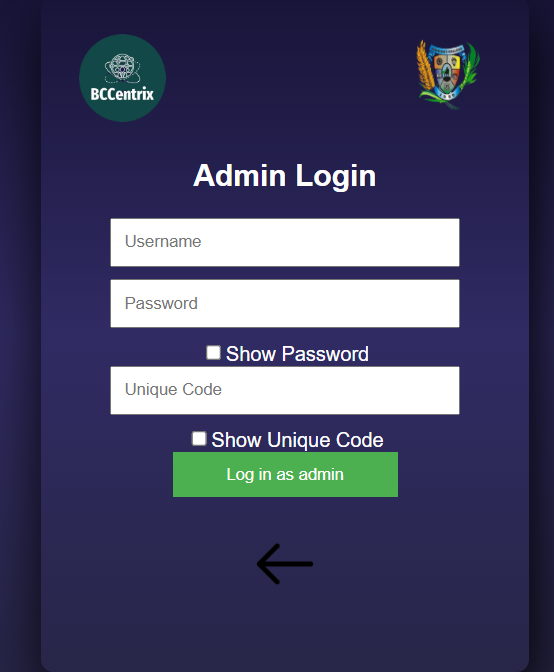 BCCentrix
Admin Login
Username
Password
Show Password
Unique Code
Show Unique Code
Log in as admin